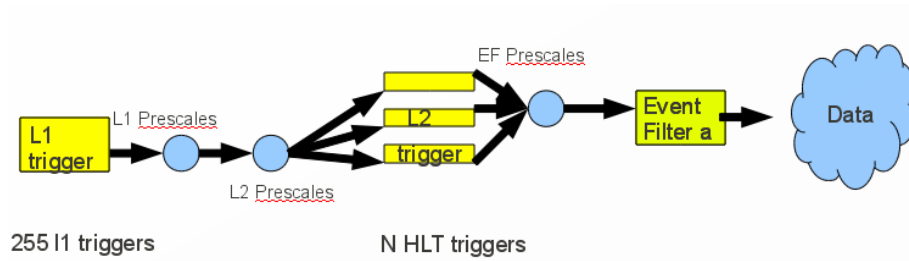 L1
trigger
L1 Prescales
L2 Prescales
L2
trigger
EF Prescales
Event
Filter a
Data
255 l1 triggers
N HLT triggers